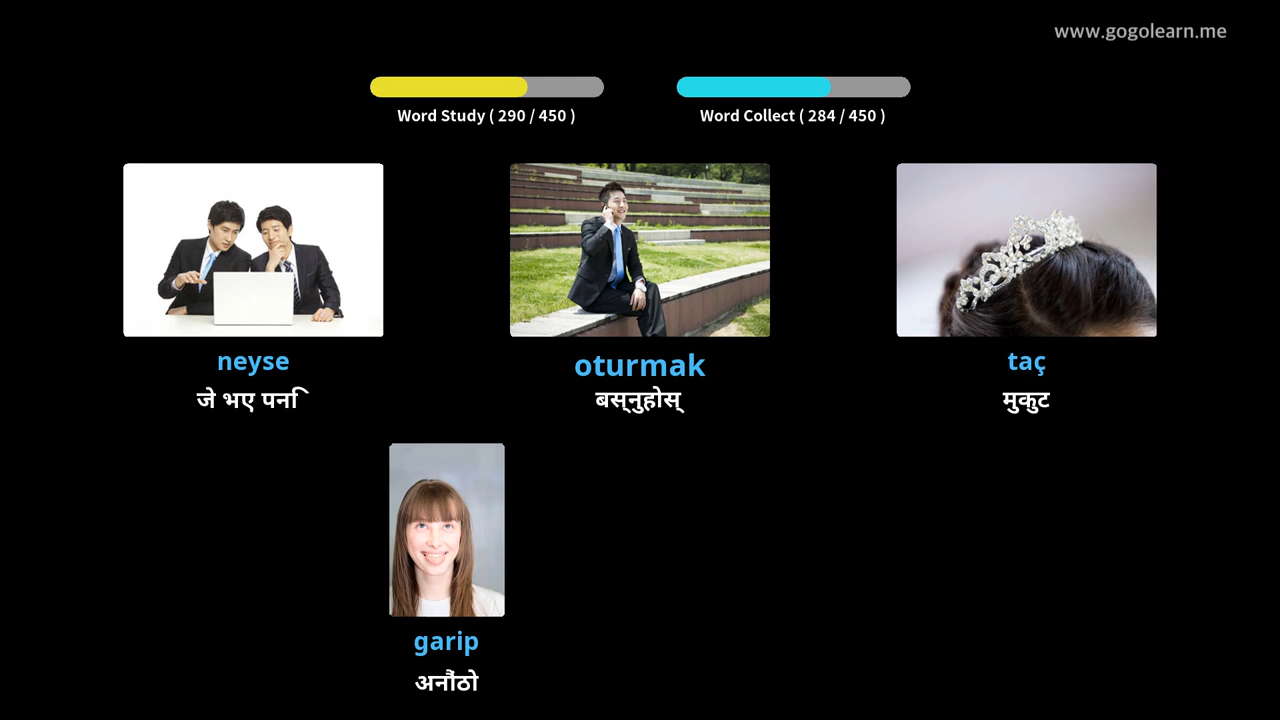 www.gogolearn.me
Word Study ( 290 / 450 )
Word Collect ( 284 / 450 )
neyse
जे भए पनि
oturmak
बस्नुहोस्
taç
मुकुट
garip
अनौंठो